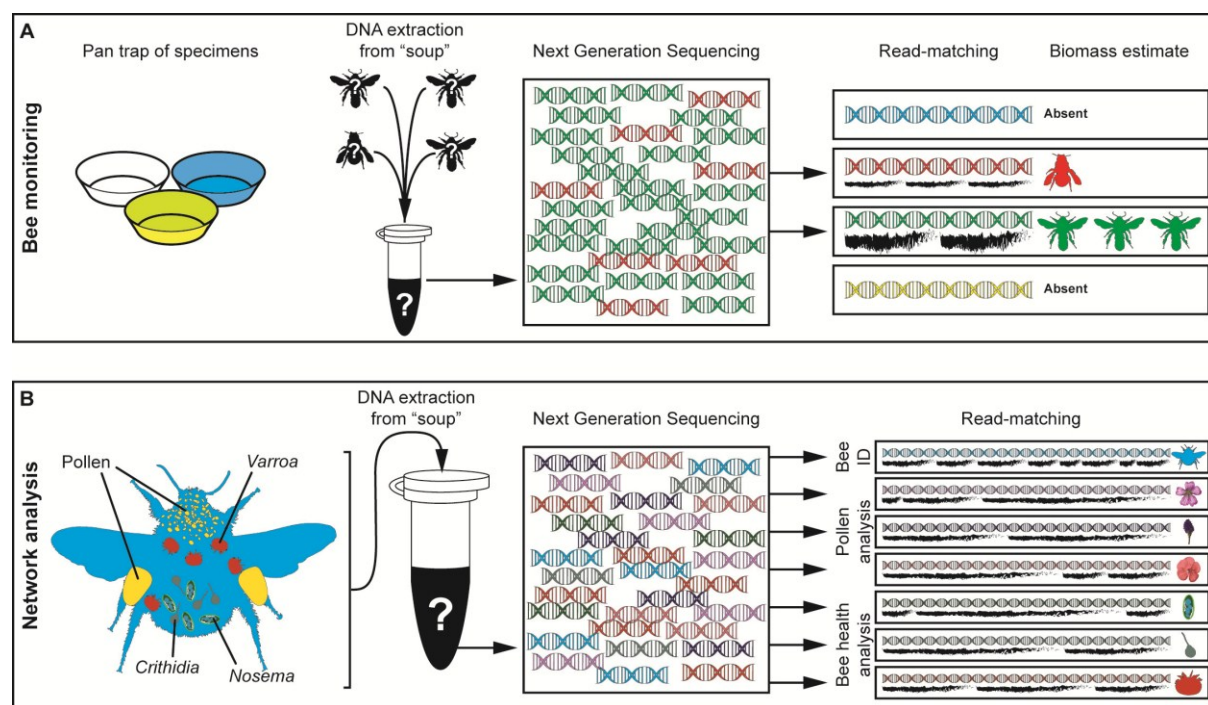 A
Bee monitoring
Pan trap of specimens
DNA extraction
from “soup”
Next Generation Sequencing
Read-matching
Biomass estimate
?
?
?
?
?
Absent
Absent
B
Network analysis
DNA extraction
from “soup”
Next Generation Sequencing
Read-matching
Pollen
Varroa
Crithidia
Nosema
?
Bee
ID
Pollen
analysis
Bee health
analysis